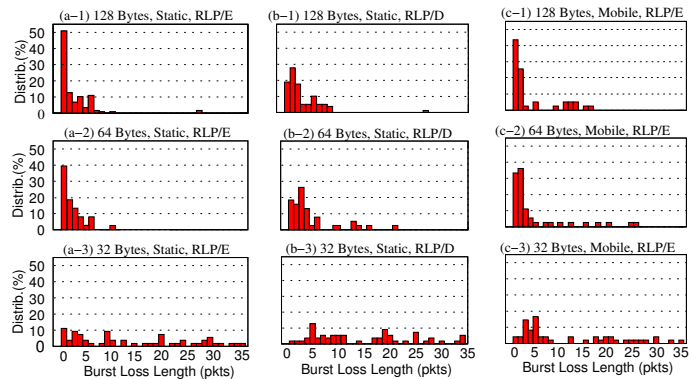 (a−1) 128 Bytes, Static, RLP/E
(b−1) 128 Bytes, Static, RLP/D
(c−1) 128 Bytes, Mobile, RLP/E
Distrib.(%)
50
40
30
20
10
0
(a−2) 64 Bytes, Static, RLP/E
(b−2) 64 Bytes, Static, RLP/D
(c−2) 64 Bytes, Mobile, RLP/E
Distrib.(%)
50
40
30
20
10
0
(a−3) 32 Bytes, Static, RLP/E
(b−3) 32 Bytes, Static, RLP/D
(c−3) 32 Bytes, Mobile, RLP/E
Distrib.(%)
50
40
30
20
10
0
0 5 10 15 20 25 30 35
0 5 10 15 20 25 30 35
0 5 10 15 20 25 30 35
Burst Loss Length (pkts)
Burst Loss Length (pkts)
Burst Loss Length (pkts)